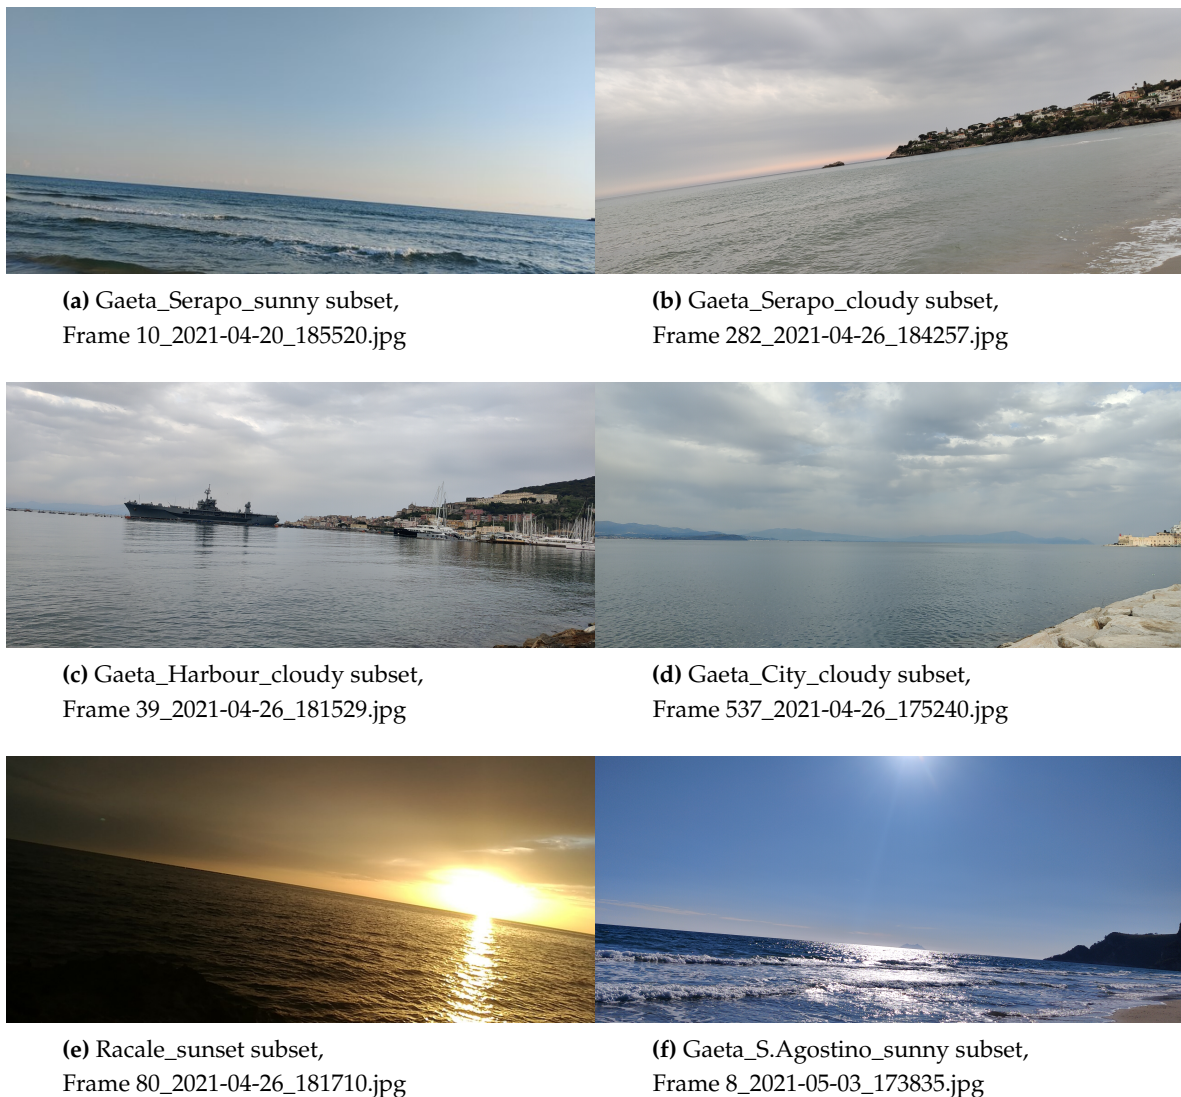 (a) Gaeta_Serapo_sunny subset,
Frame 10_2021-04-20_185520.jpg
(b) Gaeta_Serapo_cloudy subset,
Frame 282_2021-04-26_184257.jpg
(c) Gaeta_Harbour_cloudy subset,
Frame 39_2021-04-26_181529.jpg
(d) Gaeta_City_cloudy subset,
Frame 537_2021-04-26_175240.jpg
(e) Racale_sunset subset,
Frame 80_2021-04-26_181710.jpg
(f) Gaeta_S.Agostino_sunny subset,
Frame 8_2021-05-03_173835.jpg